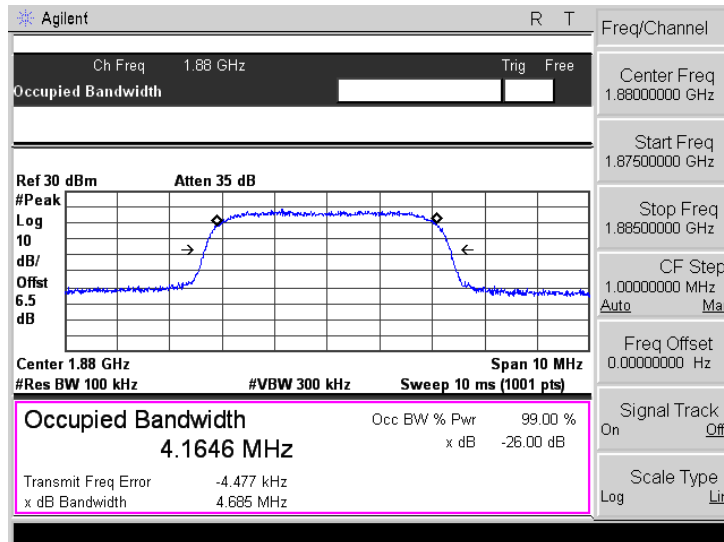 Agilent R T
Freq/Channel
Ch Freq 1.88 GHz Trig Free
Occupied Bandwidth
Center Freq
1.88000000 GHz
Start Freq
1.87500000 GHz
Stop Freq
1.88500000 GHz
CF Step
1.00000000 MHz
Auto Ma
Freq Offset
0.00000000 Hz
Signal Track
On Off
Scale Type
Log Lin
Ref 30 dBm Atten 35 dB
#Peak
Log
10
dB/
Offst
6.5
dB
Center 1.88 GHz Span 10 MHz
#Res BW 100 kHz #VBW 300 kHz Sweep 10 ms (1001 pts)
Occupied Bandwidth Occ BW % Pwr 99.00 %
4.1646 MHz x dB -26.00 dB
Transmit Freq Error -4.477 kHz
x dB Bandwidth 4.685 MHz